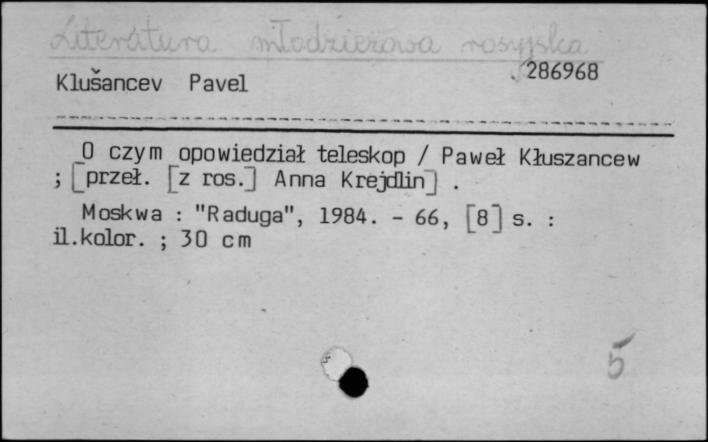 Literatura młodzieżowa rosyjska
286968
Klušancev Pavel
O czym opowiedział teleskop / Paweł Kłuszancew
; [przeł. [z ros.] Anna Krejdlin] .
Moskwa : "Raduga", 1984. - 66, [8] s. :
il.kolor. ; 30 cm
5